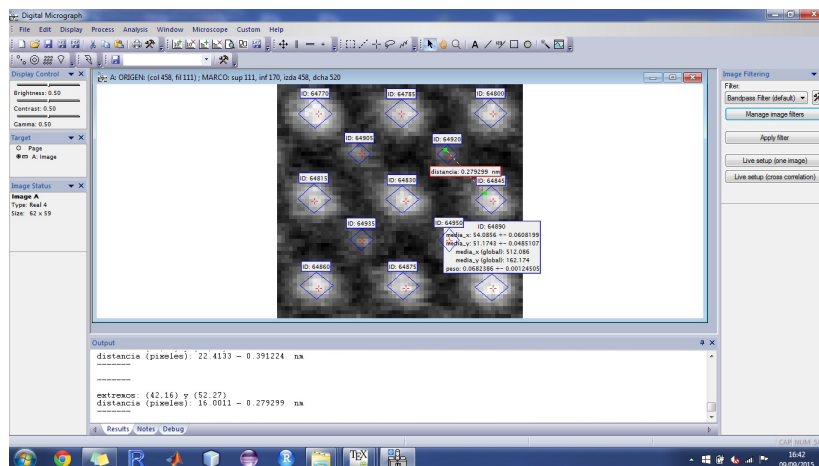 Digital Micrograph
File Edit Display Process Analysis Window Microscope Custom Help
Display Control
Brightness: 0.50
Contrast: 0.50
Gamma: 0.50
Target
Page
A: Image
Image Status
Image A
Type: Real 4
Size: 62 x 59
A: ORIGEN: (col 458, fil 111) ; MARCO: sup 111, inf 170, izda 458, dcha 520
ID: 64770
ID: 64785
ID: 64800
ID: 64905
ID: 64920
distancia: 0.279299 nm
ID: 64815
ID: 64830
ID: 64845
ID: 64935
ID: 64950
ID: 64890
media_x: 54.0856 +- 0.0608199
media_y: 51.1743 +- 0.0485107
media_x (global): 512.086
media_y (global): 162.174
peso: 0.0682386 +- 0.00124505
ID: 64860
ID: 64875
Image Filtering
Filter:
Bandpass Filter (default)
Manage image filters
Apply filter
Live setup (one image)
Live setup (cross correlation)
Output
distancia (pixeles): 22.4133 - 0.391224 nm
-------
-------
extremos: (42,16) y (52,27)
distancia (pixeles): 16.0011 - 0.279299 nm
-------
Results Notes Debug
CAP NUM
R
R
TEX
16:42
09/09/2015